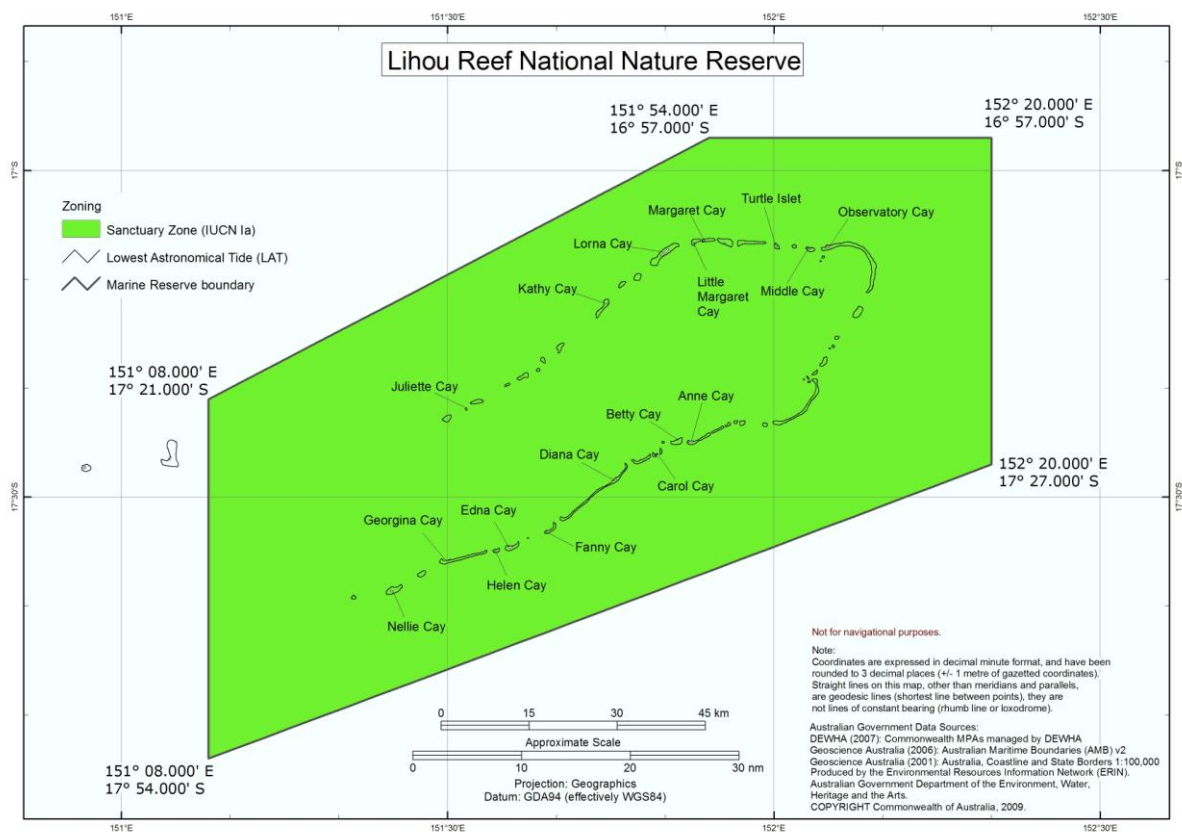 151°E
151°30'E
152°E
152°30'E
Lihou Reef National Nature Reserve
151° 54.000' E
16° 57.000' S
152° 20.000' E
16° 57.000' S
17°S
17°S
Zoning
Sanctuary Zone (IUCN Ia)
Lowest Astronomical Tide (LAT)
Marine Reserve boundary
Turtle Islet
Margaret Cay
Observatory Cay
Lorna Cay
Little
Margaret
Cay
Middle Cay
Kathy Cay
151° 08.000' E
17° 21.000' S
Juliette Cay
Anne Cay
Betty Cay
Diana Cay
Carol Cay
152° 20.000' E
17° 27.000' S
17°30'S
17°30'S
Edna Cay
Georgina Cay
Fanny Cay
Helen Cay
Nellie Cay
Not for navigational purposes.
Note:
Coordinates are expressed in decimal minute format, and have been
rounded to 3 decimal places (+/- 1 metre of gazetted coordinates).
Straight lines on this map, other than meridians and parallels,
are geodesic lines (shortest line between points), they are
not lines of constant bearing (rhumb line or loxodrome).
0 15 30 45 km
Approximate Scale
0 10 20 30 nm
Projection: Geographics
Datum: GDA94 (effectively WGS84)
151° 08.000' E
17° 54.000' S
Australian Government Data Sources:
DEWHA (2007): Commonwealth MPAs managed by DEWHA
Geoscience Australia (2006): Australian Maritime Boundaries (AMB) v2
Geoscience Australia (2001): Australia, Coastline and State Borders 1:100,000
Produced by the Environmental Resources Information Network (ERIN).
Australian Government Department of the Environment, Water,
Heritage and the Arts.
COPYRIGHT Commonwealth of Australia, 2009.
151°E
151°30'E
152°E
152°30'E